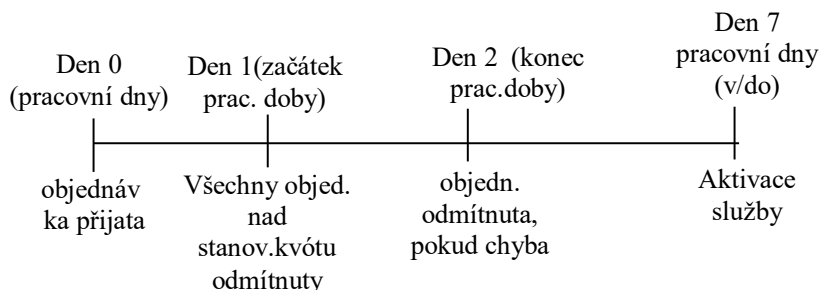 Den 0
(pracovní dny)
Den 1(začátek
prac. doby)
Den 2 (konec
prac.doby)
Den 7
pracovní dny
(v/do)
objednáv
ka přijata
Všechny objed.
nad
stanov.kvótu
odmítnuty
objedn.
odmítnuta,
pokud chyba
Aktivace
služby